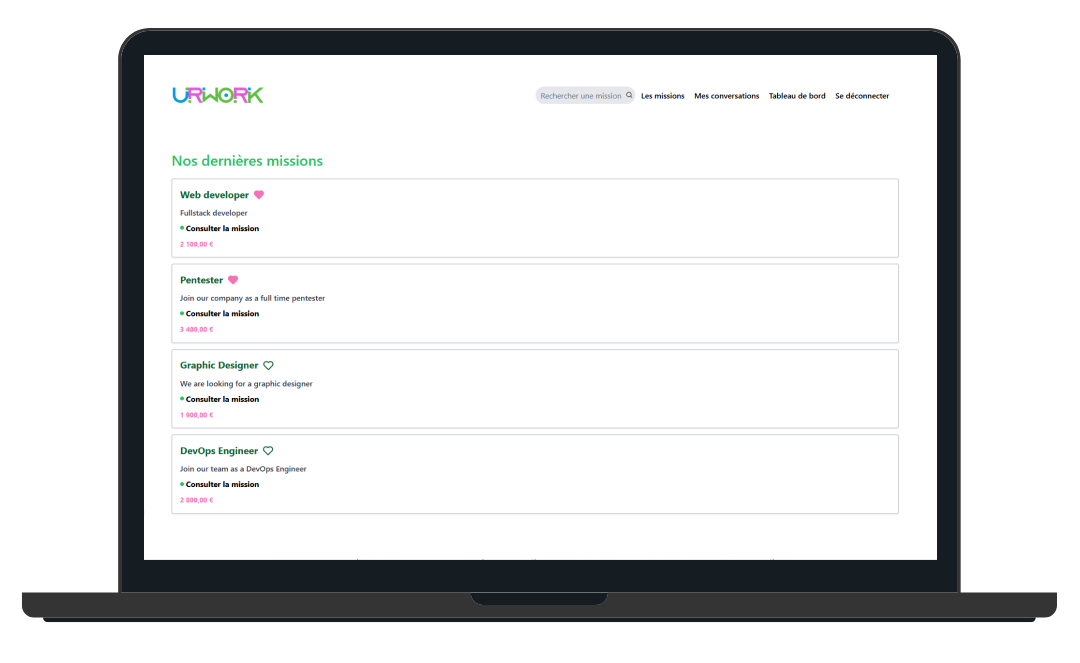 URWORK
Rechercher une mission Les missions Mes conversations Tableau de bord Se déconnecter
Nos dernières missions
Web developer
Fullstack developer
Consulter la mission
2 100,00 €
Pentester
Join our company as a full time pentester
Consulter la mission
3 400,00 €
Graphic Designer
We are looking for a graphic designer
Consulter la mission
1 900,00 €
DevOps Engineer
Join our team as a DevOps Engineer
Consulter la mission
2 800,00 €